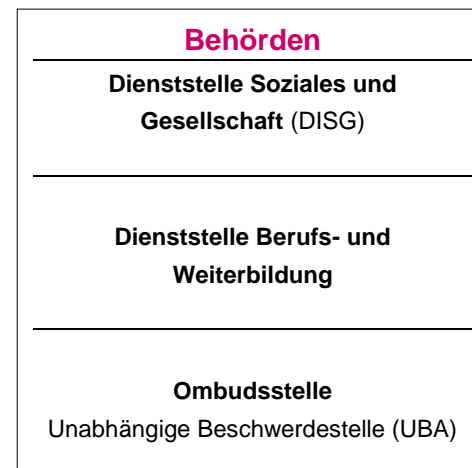 Behörden
Dienststelle Soziales und
Gesellschaft (DISG)
Dienststelle Berufs- und
Weiterbildung
Ombudsstelle
Unabhängige Beschwerdestelle (UBA)